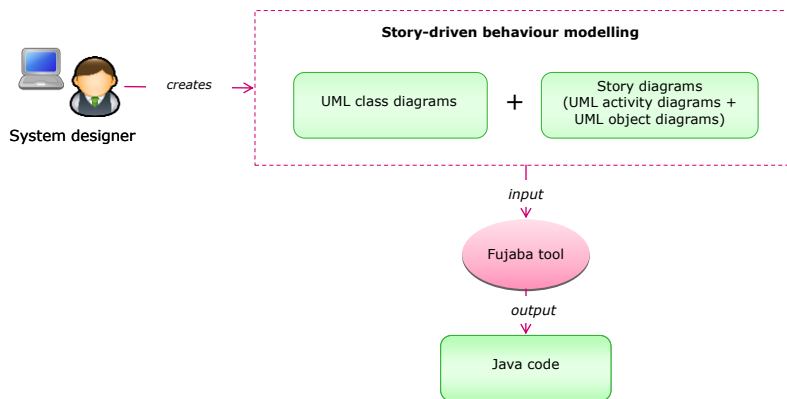 Story-driven behaviour modelling
creates
UML class diagrams
+
Story diagrams
(UML activity diagrams +
UML object diagrams)
System designer
input
Fujaba tool
output
Java code